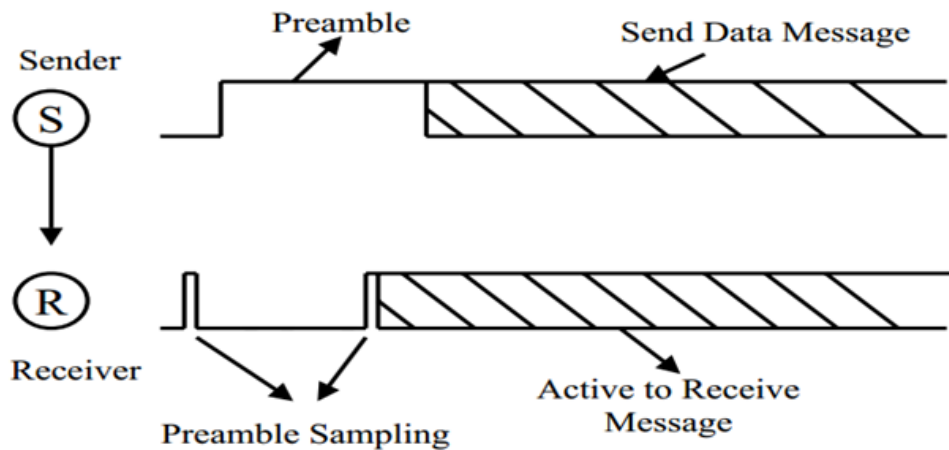 Preamble
Send Data Message
Sender
S
R
Receiver
Active to Receive
Message
Preamble Sampling